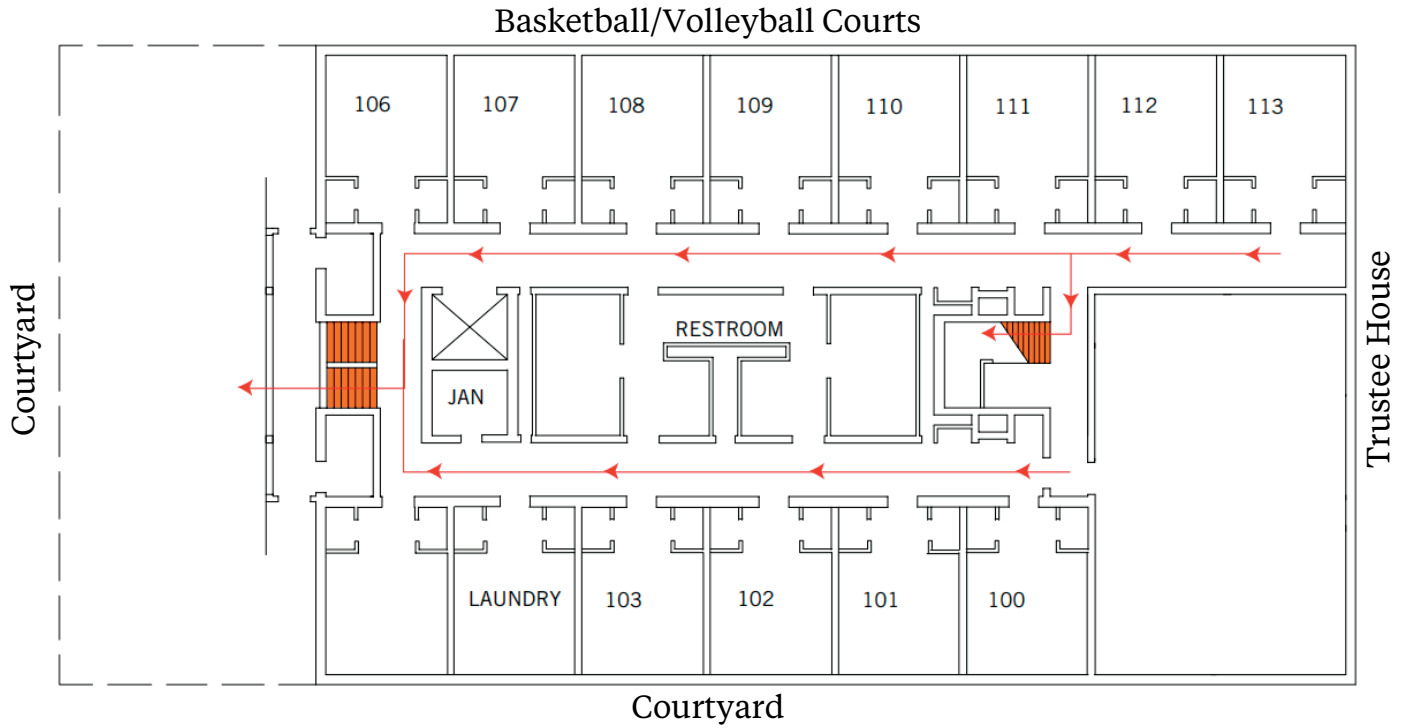 Basketball/Volleyball Courts
106
107
108
109
110
111
112
113
Courtyard
RESTROOM
JAN
Trustee House
LAUNDRY
103
102
101
100
Courtyard